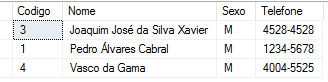 Codigo Nome Sexo Telefone
3 Joaquim José da Silva Xavier M 4528-4528
1 Pedro Álvares Cabral M 1234-5678
4 Vasco da Gama M 4004-5525